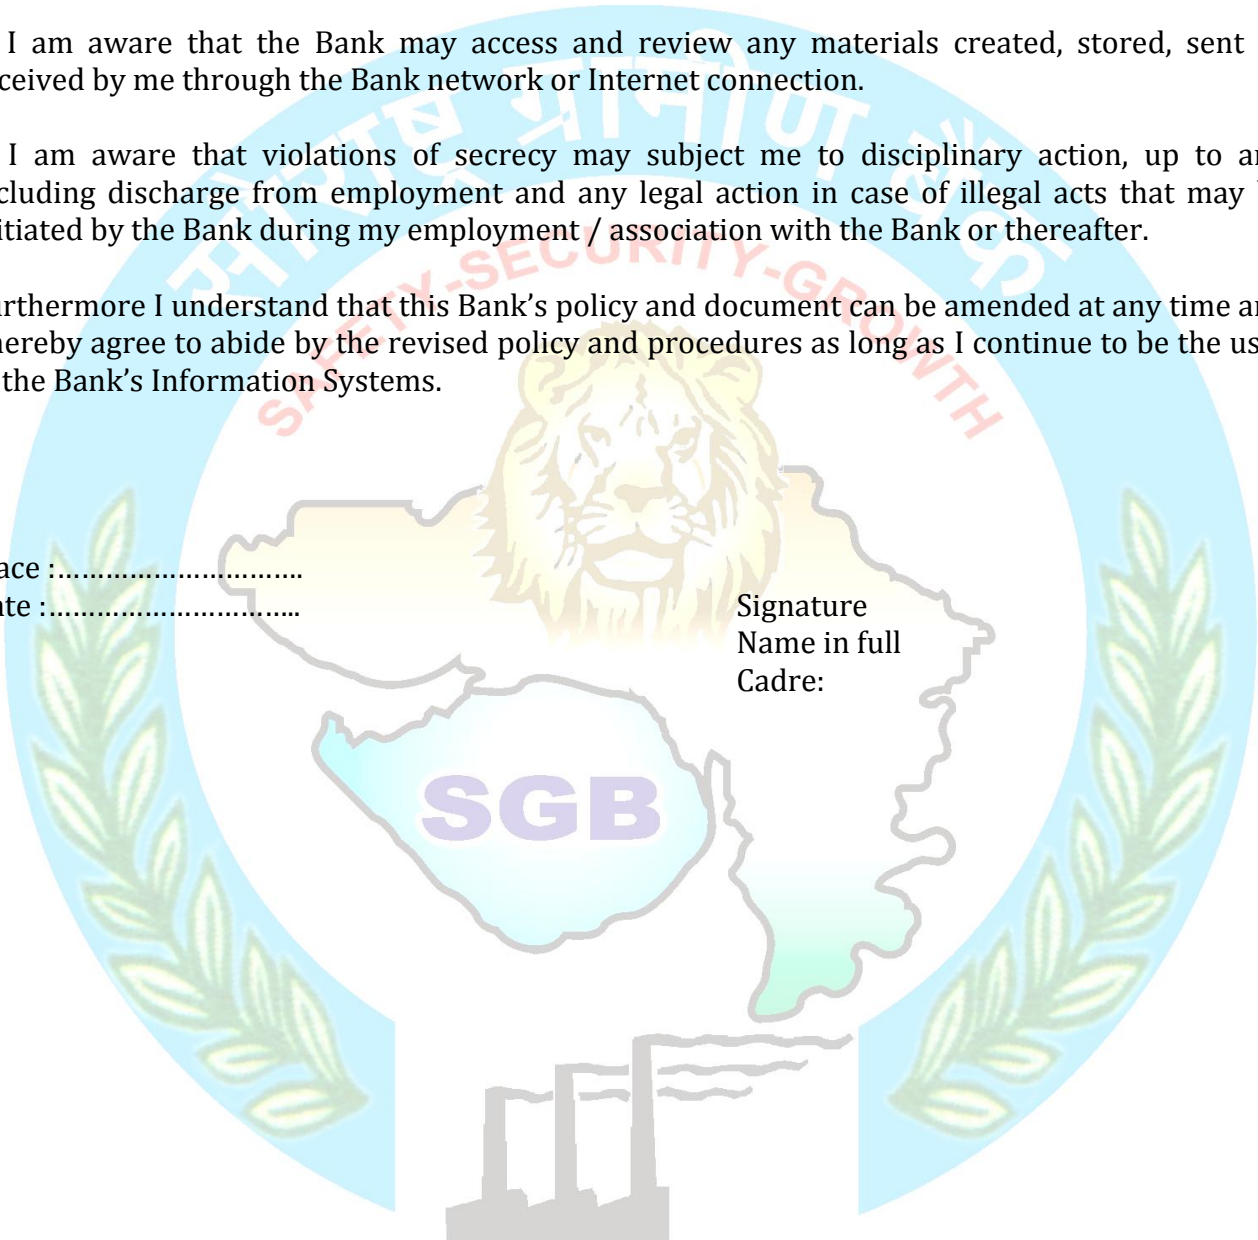 I am aware that the Bank may access and review any materials created, stored, sent
ceived by me through the Bank network or Internet connection.
I am aware that violations of secrecy may subject me to disciplinary action, up to an
cluding discharge from employment and any legal action in case of illegal acts that may
itiated by the Bank during my employment / association with the Bank or thereafter.
urthermore I understand that this Bank’s policy and document can be amended at any time an
hereby agree to abide by the revised policy and procedures as long as I continue to be the us
the Bank’s Information Systems.
ace :…………………………….
ate :……………………………..
Signature
Name in full
Cadre:
सौराष्ट्र ग्रामीण बैंक
SAFETY-SECURITY-GROWTH
SGB